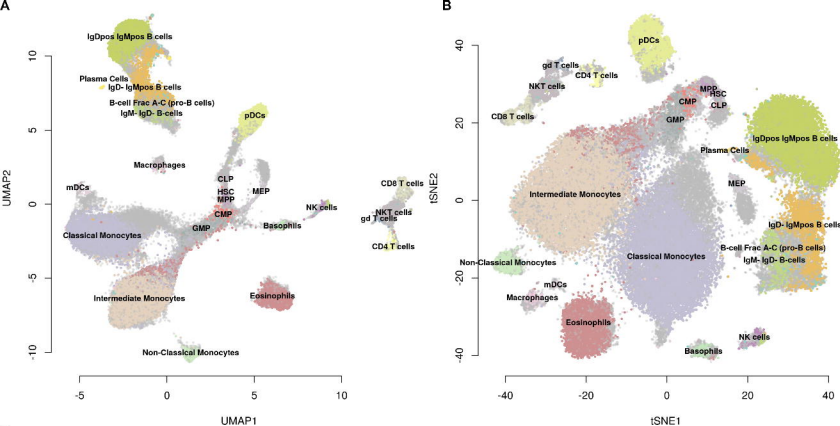 A
IgDpos IgMpos B cells
Plasma Cells
IgD- IgMpos B cells
B-cell Frac A-C (pro-B cells)
IgM- IgD- B-cells
pDCs
Macrophages
mDCs
CLP
HSC
MPP
MEP
CMP
GMP
CD8 T cells
NK cells
NKT cells
gd T cells
Basophils
CD4 T cells
Classical Monocytes
Intermediate Monocytes
Eosinophils
Non-Classical Monocytes
10
5
0
-5
-10
UMAP2
-5
0
5
10
UMAP1
B
pDCs
gd T cells
CD4 T cells
NKT cells
CD8 T cells
MPP
HSC
CMP
CLP
GMP
IgDpos IgMpos B cells
Plasma Cells
MEP
Intermediate Monocytes
IgD- IgMpos B cells
B-cell Frac A-C (pro-B cells)
IgM- IgD- B-cells
Classical Monocytes
Non-Classical Monocytes
mDCs
Macrophages
Eosinophils
NK cells
Basophils
40
20
0
-20
-40
tSNE2
-40
-20
0
20
40
tSNE1